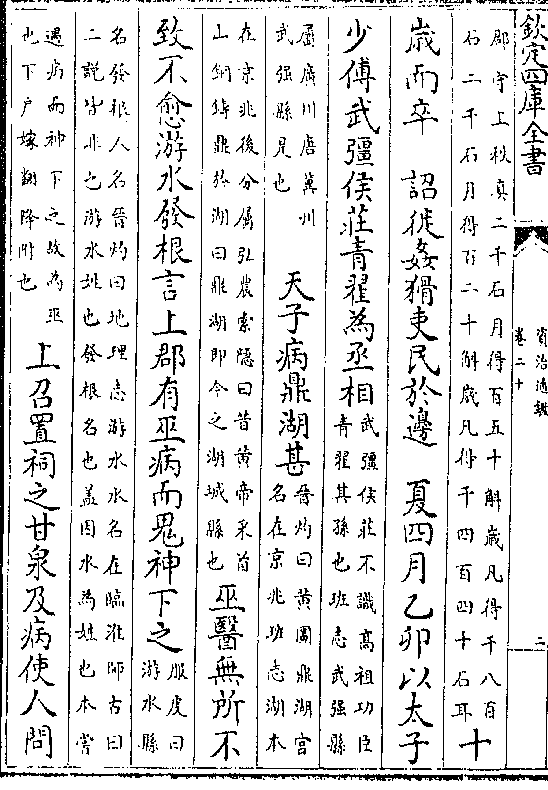 欽定四庫全書
資治通鑑
卷二十
二
郡守上秩真二千石月得百五十斛歲凡得千八百
石二千石月得百二十斛歲凡得千四百四十石耳
十
歲而卒　詔徙姦猾吏民於邊　夏四月乙卯以太子
少傅武彊侯莊青翟為丞相
武彊侯莊不識髙祖功臣
青翟其孫也班志武强縣
屬廣川唐冀州
武强縣是也
天子病鼎湖甚
晉灼曰黄圖鼎湖宫
名在京兆班志湖本
在京兆後分屬弘農索隱曰昔黄帝采首
山銅鑄鼎於湖曰鼎湖即今之湖城縣也
巫醫無所不
致不愈游水發根言上郡有巫病而鬼神下之
服䖍曰
游水縣
名發根人名晉灼曰地理志游水水名在臨淮師古曰
二說皆非也游水姓也發根名也盖因水為姓也本嘗
遇病而神下之故為巫
也下户嫁翻降附也
上召置祠之甘泉及病使人問